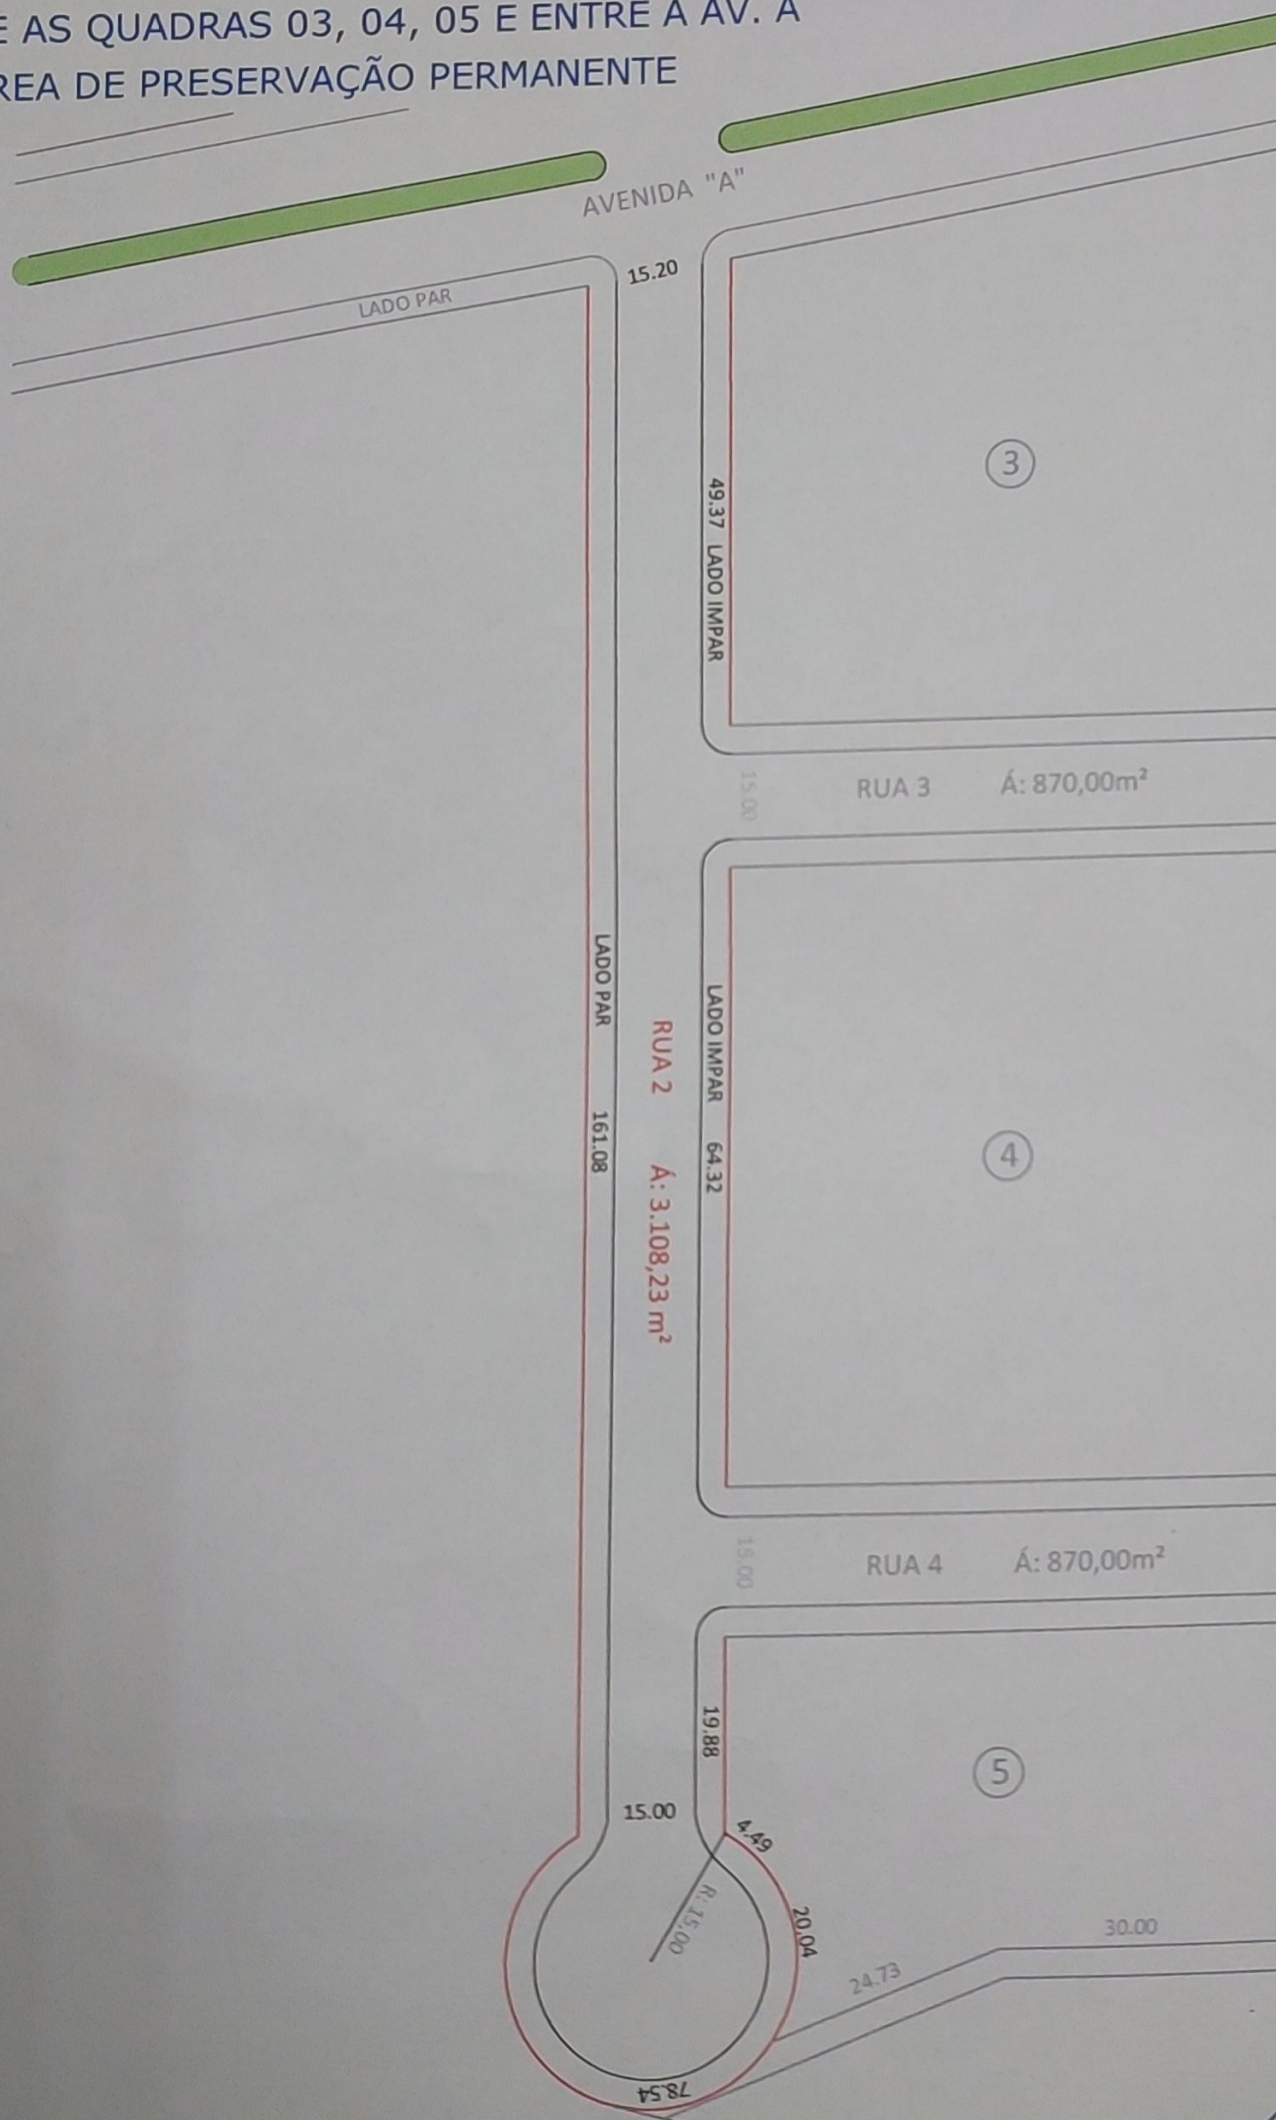 E AS QUADRAS 03, 04, 05 E ENTRE A AV. A
REA DE PRESERVAÇÃO PERMANENTE
AVENIDA "A"
15.20
LADO PAR
3
49.37 LADO IMPAR
15.00
RUA 3 Á: 870,00m²
LADO PAR 161.08
RUA 2 Á: 3.108,23 m²
LADO IMPAR 64.32
4
15.00
RUA 4 Á: 870,00m²
19.88
5
15.00
4,49
R: 15,00
20,04
24.73
30.00
78.54